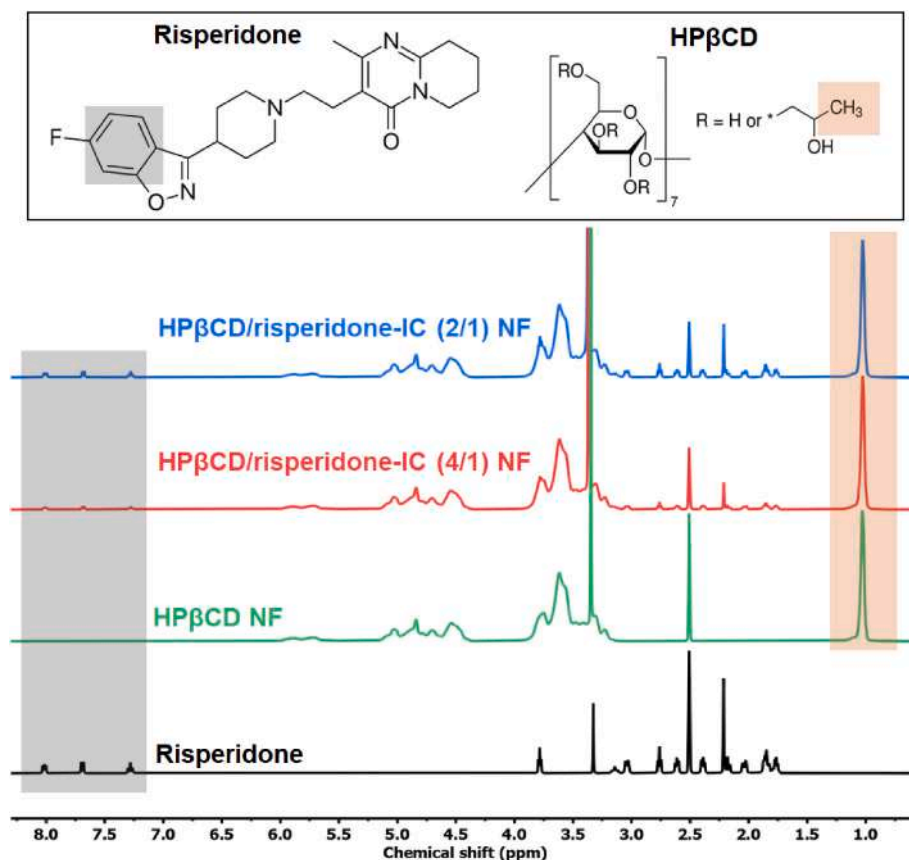 Risperidone
HPβCD
N
N
O
N
F
O
N
RO
O
RO
OR
O
7
R = H or * CH₃
OH
HPβCD/risperidone-IC (2/1) NF
HPβCD/risperidone-IC (4/1) NF
HPβCD NF
Risperidone
8.0 7.5 7.0 6.5 6.0 5.5 5.0 4.5 4.0 3.5 3.0 2.5 2.0 1.5 1.0
Chemical shift (ppm)